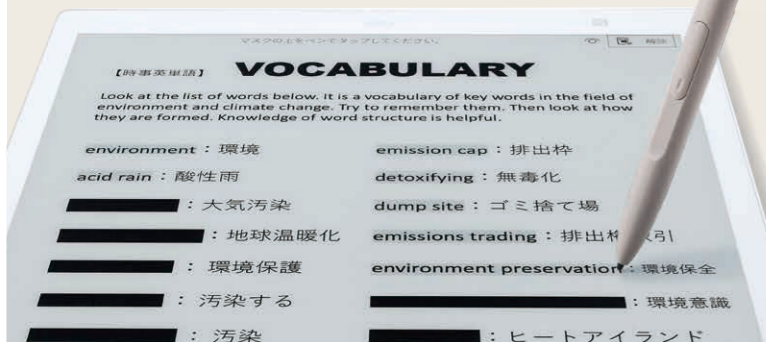 マスクの上をペンでタップしてください。
解除
【時事英単語】 VOCABULARY
Look at the list of words below. It is a vocabulary of key words in the field of
environment and climate change. Try to remember them. Then look at how
they are formed. Knowledge of word structure is helpful.
environment：環境
acid rain：酸性雨
：大気汚染
：地球温暖化
：環境保護
：汚染する
：汚染
emission cap：排出枠
detoxifying：無毒化
dump site：ゴミ捨て場
emissions trading：排出枠取引
environment preservation：環境保全
：環境意識
：ヒートアイランド